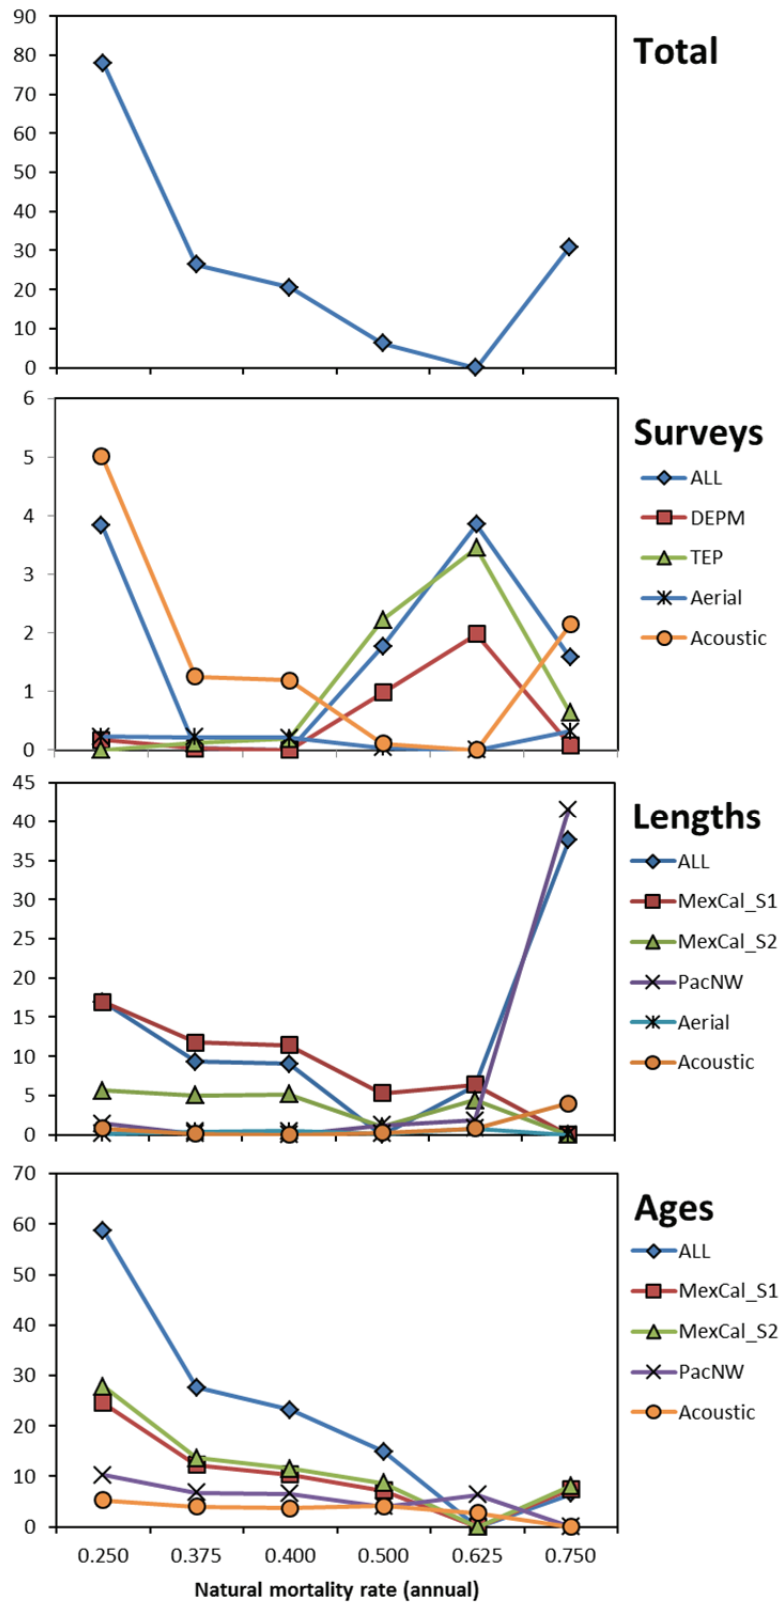 90
80
70
60
50
40
30
20
10
0
Total
6
5
4
3
2
1
0
Surveys
ALL
DEPM
TEP
Aerial
Acoustic
45
40
35
30
25
20
15
10
5
0
Lengths
ALL
MexCal_S1
MexCal_S2
PacNW
Aerial
Acoustic
70
60
50
40
30
20
10
0
Ages
ALL
MexCal_S1
MexCal_S2
PacNW
Acoustic
0.250 0.375 0.400 0.500 0.625 0.750
Natural mortality rate (annual)